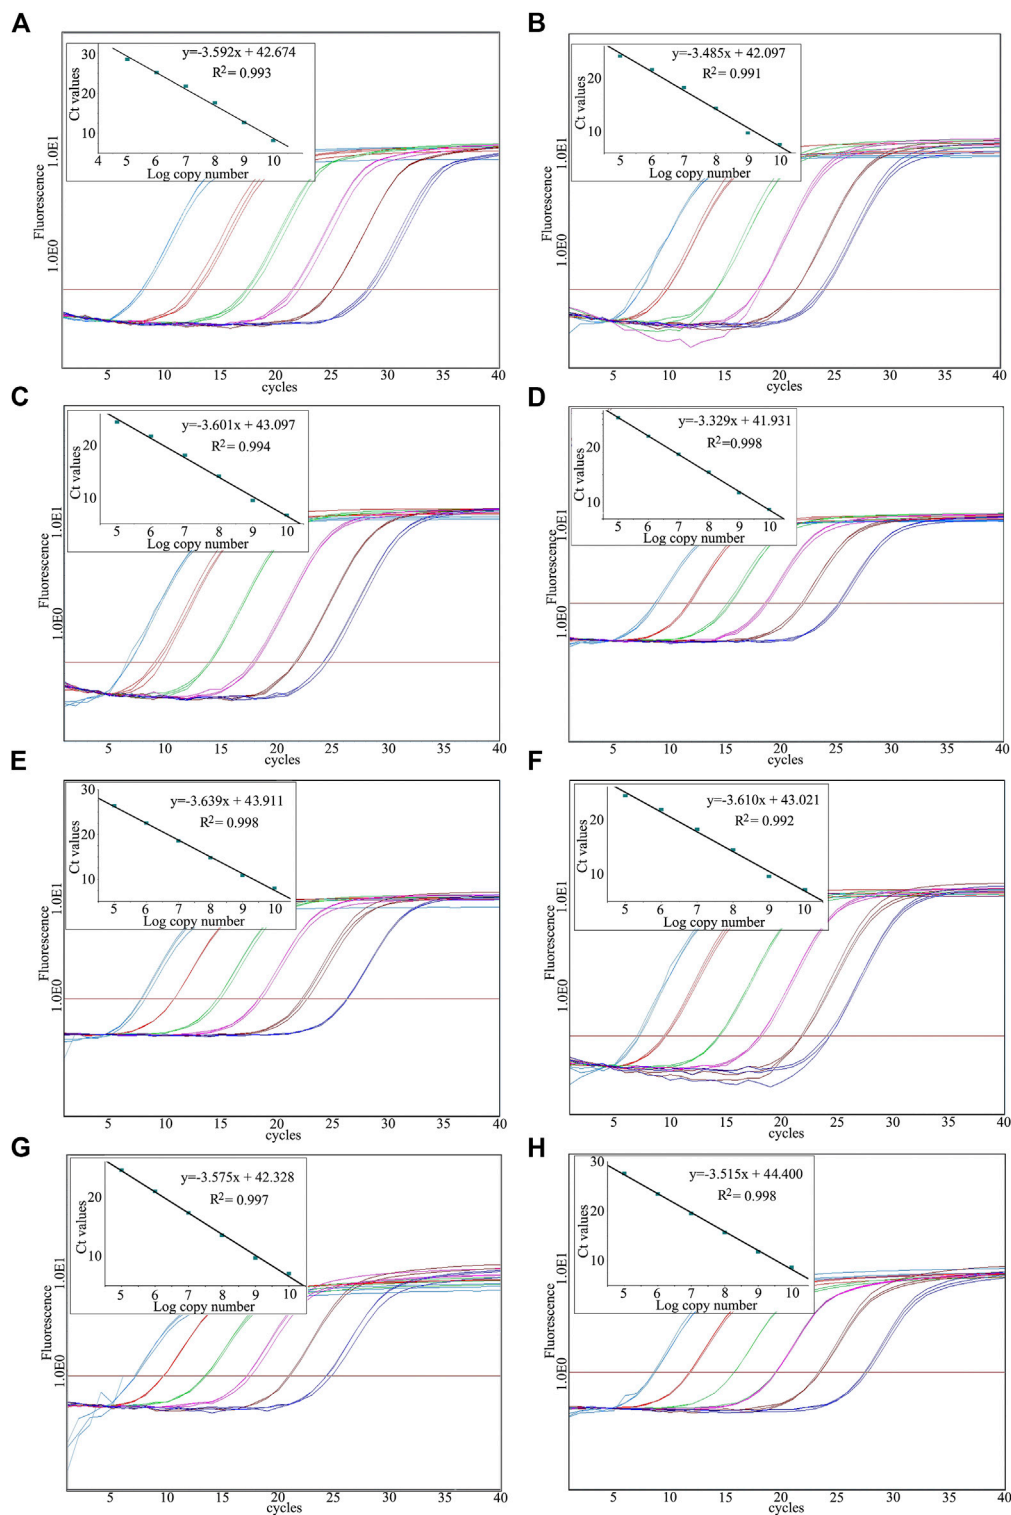 A
y=-3.592x + 42.674
R2= 0.993
Ct values
30
20
10
4 5 6 7 8 9 10
Log copy number
Fluorescence
1.0E1
1.0E0
5 10 15 20 25 30 35 40
cycles
B
y=-3.485x + 42.097
R2= 0.991
Ct values
20
10
5 6 7 8 9 10
Log copy number
Fluorescence
1.0E1
1.0E0
5 10 15 20 25 30 35 40
cycles
C
y=-3.601x + 43.097
R2= 0.994
Ct values
20
10
5 6 7 8 9 10
Log copy number
Fluorescence
1.0E1
1.0E0
5 10 15 20 25 30 35 40
cycles
D
y=-3.329x + 41.931
R2=0.998
Ct values
20
10
5 6 7 8 9 10
Log copy number
Fluorescence
1.0E1
1.0E0
5 10 15 20 25 30 35 40
cycles
E
y=-3.639x + 43.911
R2= 0.998
Ct values
30
20
10
5 6 7 8 9 10
Log copy number
Fluorescence
1.0E1
1.0E0
5 10 15 20 25 30 35 40
cycles
F
y=-3.610x + 43.021
R2= 0.992
Ct values
20
10
5 6 7 8 9 10
Log copy number
Fluorescence
1.0E1
1.0E0
5 10 15 20 25 30 35 40
cycles
G
y=-3.575x + 42.328
R2= 0.997
Ct values
20
10
5 6 7 8 9 10
Log copy number
Fluorescence
1.0E1
1.0E0
5 10 15 20 25 30 35 40
cycles
H
y=-3.515x + 44.400
R2= 0.998
Ct values
30
20
10
5 6 7 8 9 10
Log copy number
Fluorescence
1.0E1
1.0E0
5 10 15 20 25 30 35 40
cycles